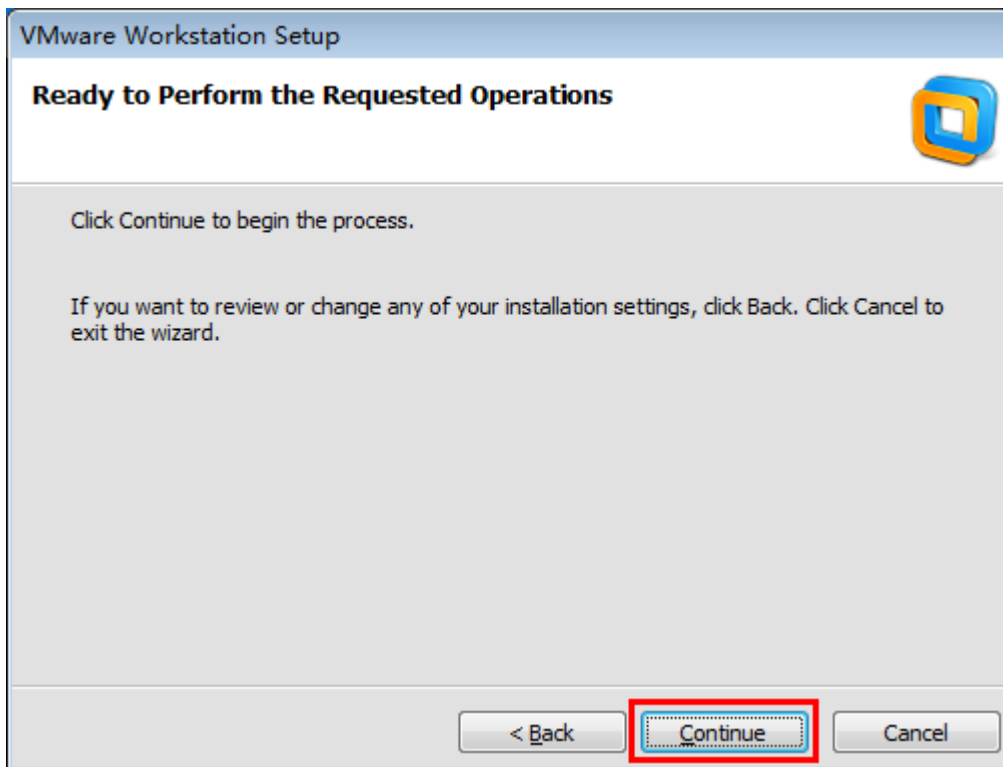 VMware Workstation Setup
Ready to Perform the Requested Operations
Click Continue to begin the process.
If you want to review or change any of your installation settings, click Back. Click Cancel to
exit the wizard.
< Back
Continue
Cancel